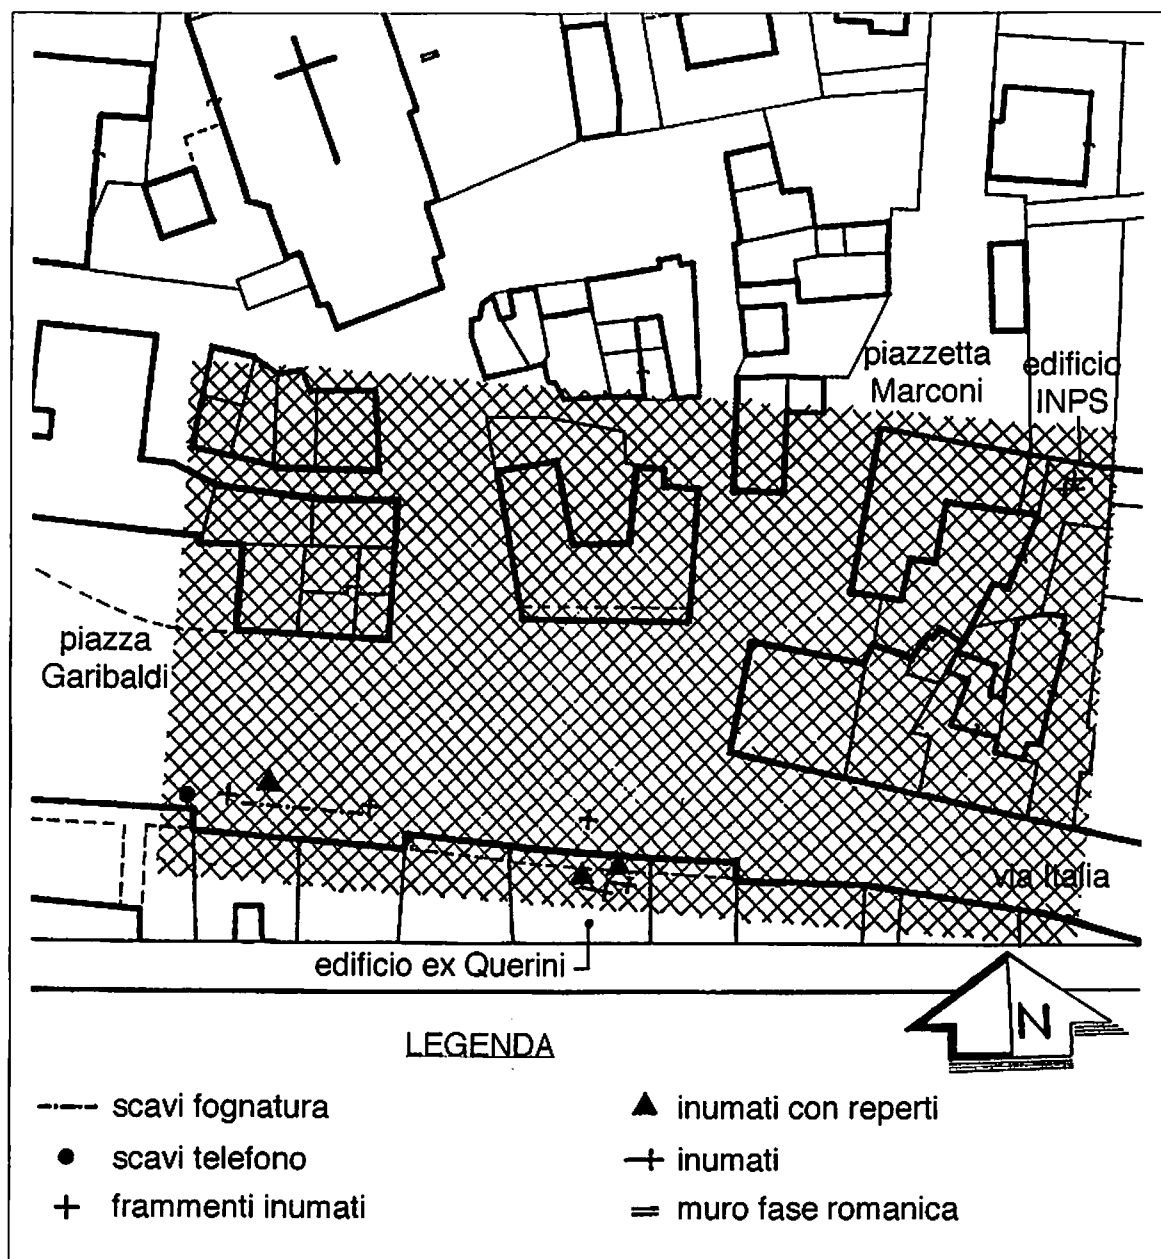 piazzetta
Marconi
edificio
INPS
piazza
Garibaldi
via Italia
edificio ex Querini
N
LEGENDA
scavi fognatura
scavi telefono
frammenti inumati
inumati con reperti
inumati
muro fase romanica